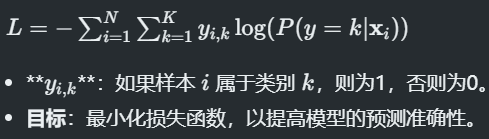 L = −∑_{i=1}^{N} ∑_{k=1}^{K} y_{i,k} log(P(y = k|x_i))
• **y_{i,k}**：如果样本 i 属于类别 k，则为1，否则为0。
• 目标：最小化损失函数，以提高模型的预测准确性。